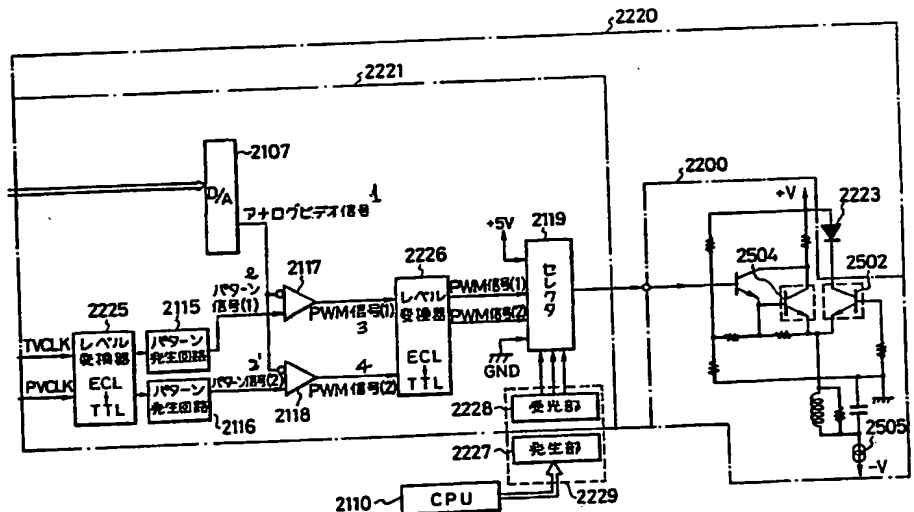 2220
2221
2107
D/A
アナログビデオ信号
1
2200
+V
2223
2504
2502
+5V
2119
セレクタ
2226
レベル
変換器
ECL
TTL
PWM信号(1)
PWM信号(2)
GND
2
パターン
信号(1)
2117
PWM信号(1)
3
2225
レベル
変換器
ECL
TTL
2115
パターン
発生回路
TVCLK
PVCLK
パターン
発生回路
2116
2'
パターン信号(2)
4
PWM信号(2)
2118
2228
受光部
2227
発生部
2229
2110
CPU
2505
-V